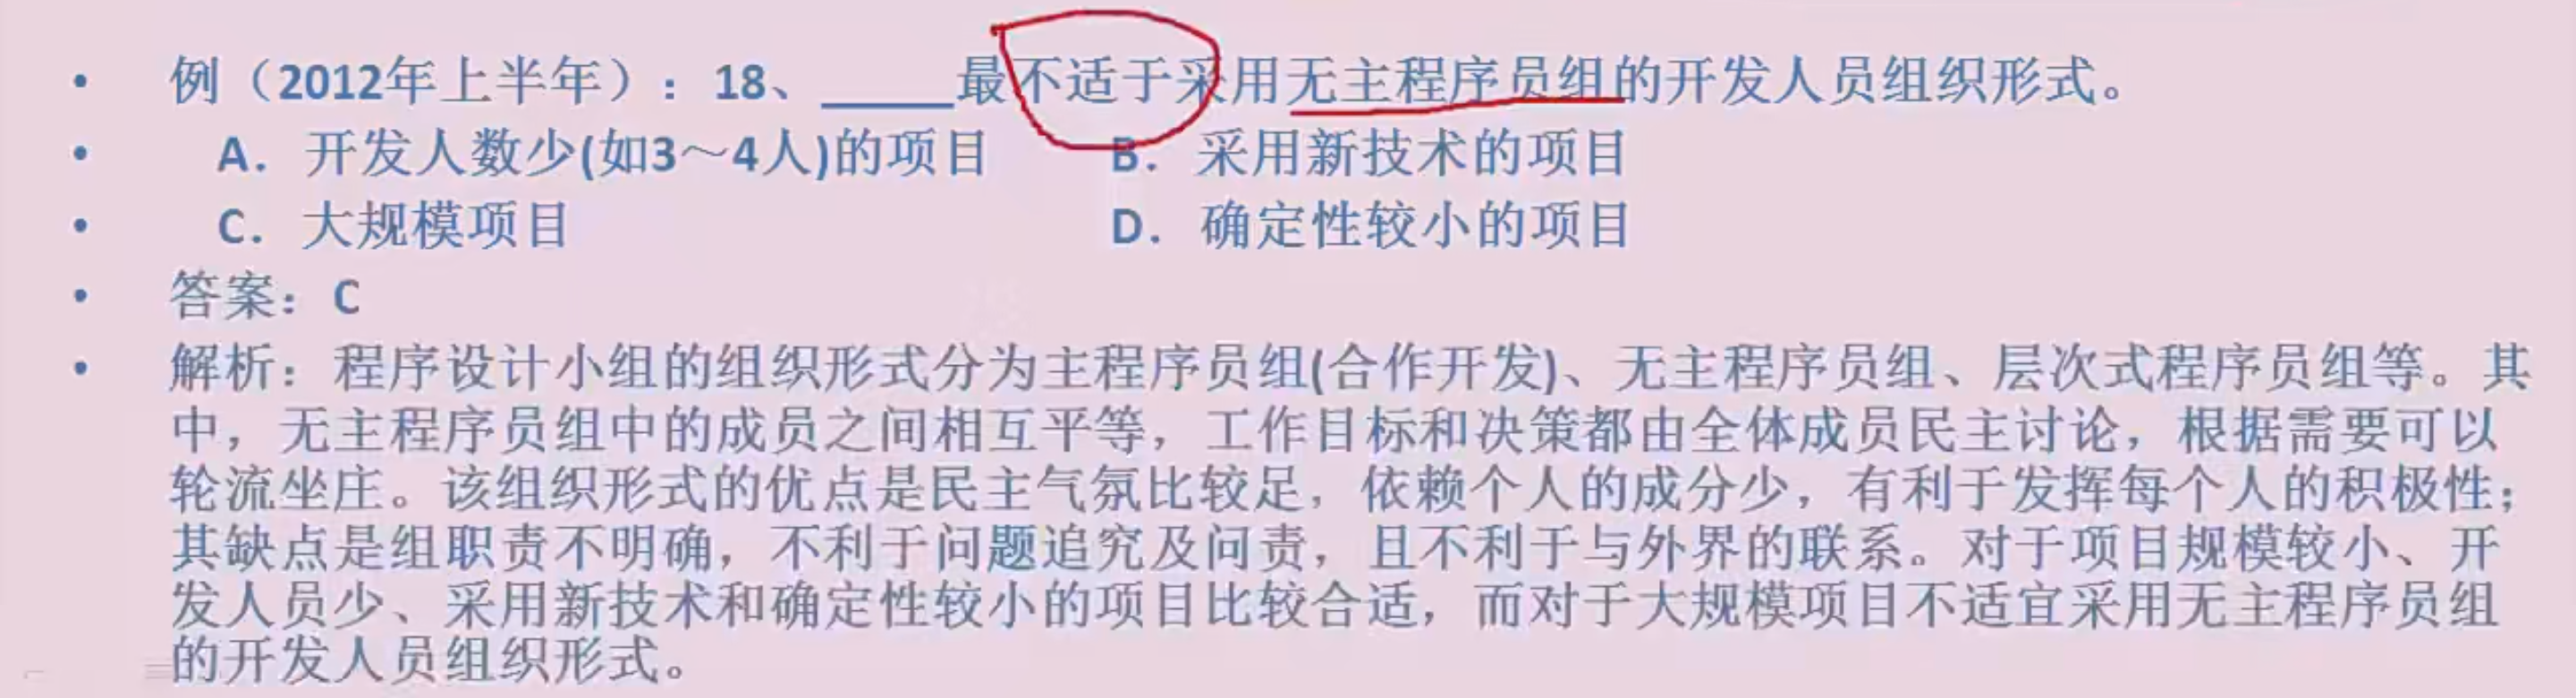 • 例（2012年上半年）：18、_____最不适于采用无主程序员组的开发人员组织形式。
• A．开发人数少(如3～4人)的项目 B．采用新技术的项目
• C．大规模项目 D．确定性较小的项目
• 答案：C
• 解析：程序设计小组的组织形式分为主程序员组(合作开发)、无主程序员组、层次式程序员组等。其
中，无主程序员组中的成员之间相互平等，工作目标和决策都由全体成员民主讨论，根据需要可以
轮流坐庄。该组织形式的优点是民主气氛比较足，依赖个人的成分少，有利于发挥每个人的积极性；
其缺点是组职责不明确，不利于问题追究及问责，且不利于与外界的联系。对于项目规模较小、开
发人员少、采用新技术和确定性较小的项目比较合适，而对于大规模项目不适宜采用无主程序员组
的开发人员组织形式。